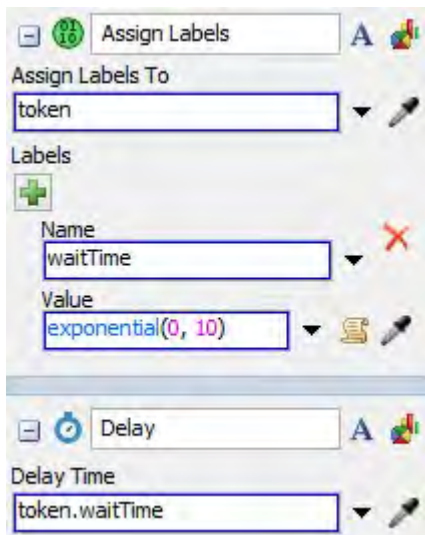 Assign Labels
A
Assign Labels To
token
Labels
Name
waitTime
Value
exponential(0, 10)
Delay
A
Delay Time
token.waitTime